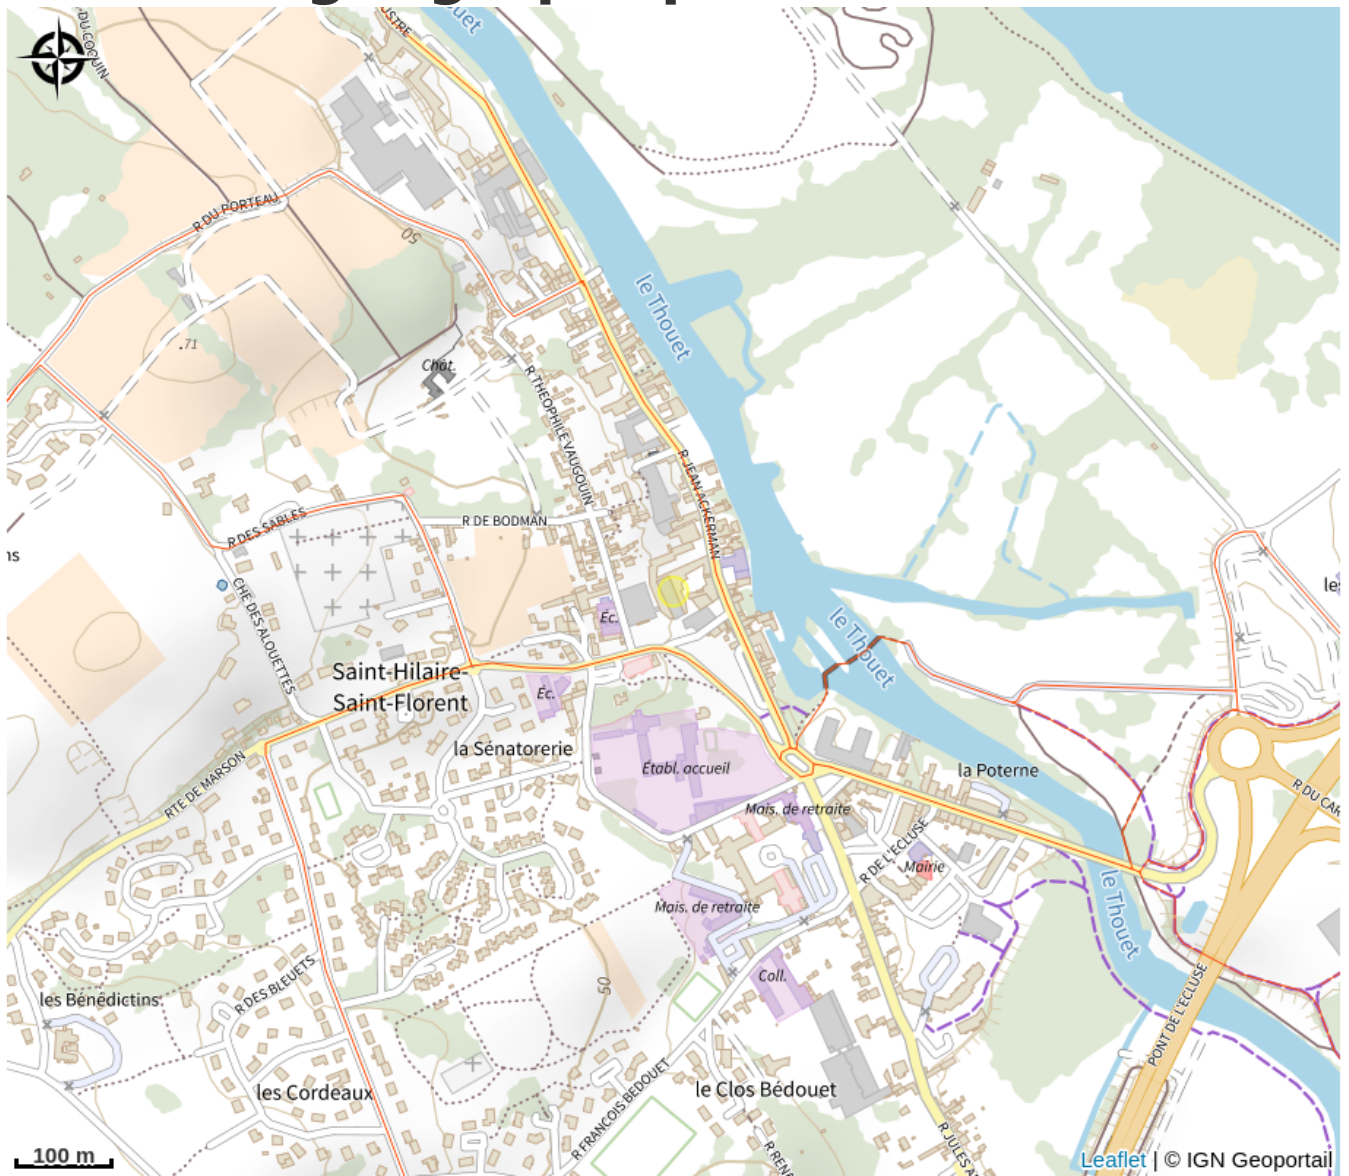 le Thouet
R DU PORTEAU
50
le Thouet
71
Chât.
R THEOPHILE VAUGOUIN
R JEAN ACKERMAN
R DES SABLES
R DE BODMAN
CHE DES ALOUETTES
Éc.
le Thouet
Saint-Hilaire-
Saint-Florent
Éc.
la Sénatorerie
Établ. accueil
la Poterne
RTE DE MARSON
Mais. de retraite
R DE L'ECLUSE
Mairie
Mais. de retraite
le Thouet
Coll.
50
R DES BLEUETS
les Bénédictins
PONT DE L'ECLUSE
les Cordeaux
R FRANCOIS BEDOUET
le Clos Bédouet
100 m
Leaflet | © IGN Geoportail